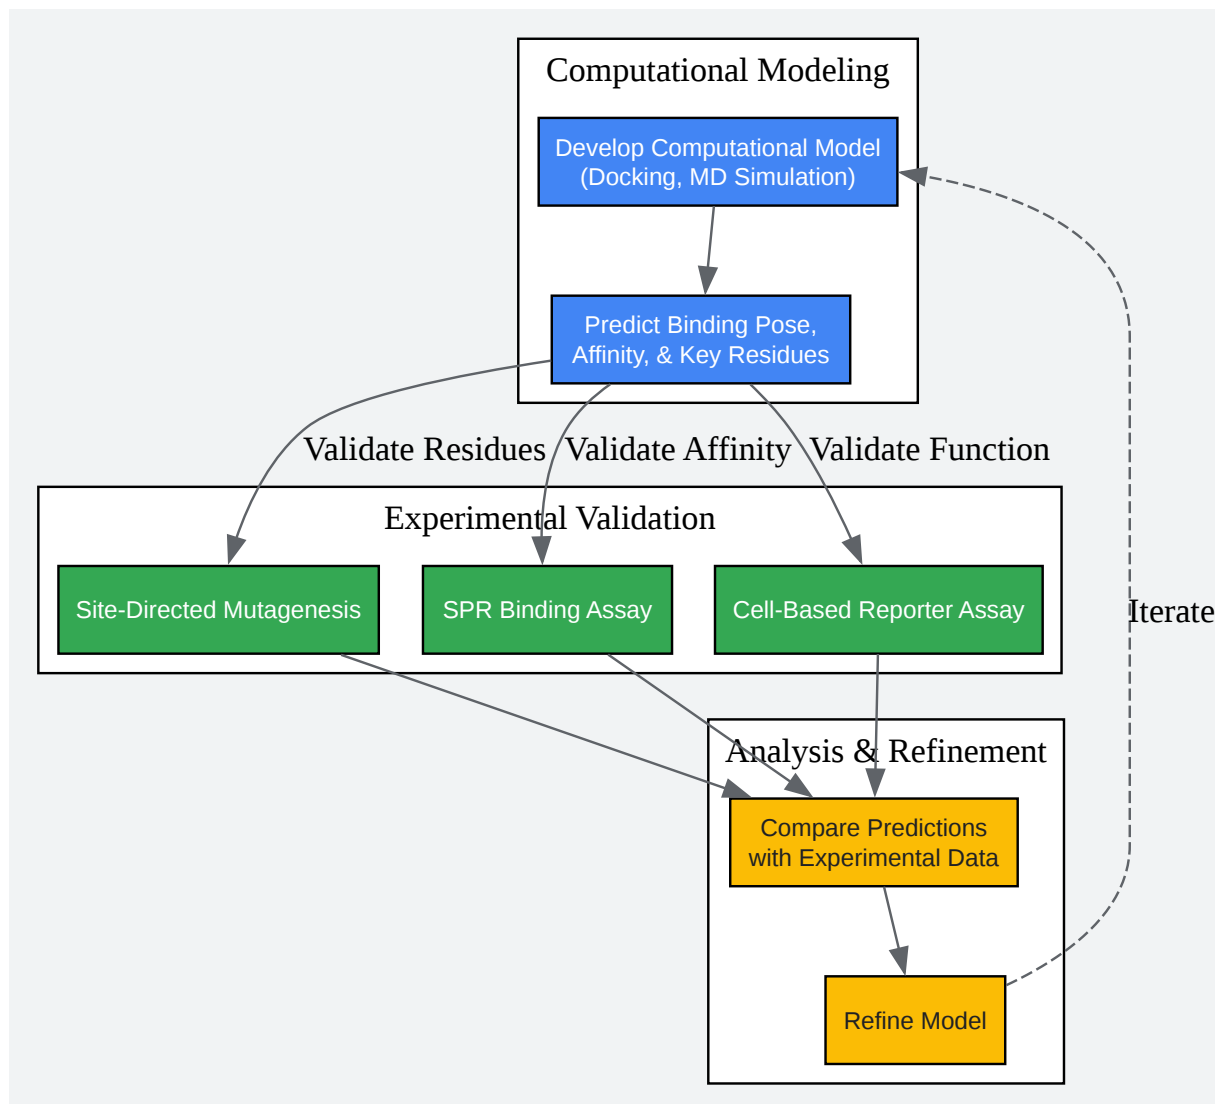 Computational Modeling
Develop Computational Model
(Docking, MD Simulation)
Predict Binding Pose,
Affinity, & Key Residues
Validate Residues
Validate Affinity
Validate Function
Experimental Validation
Site-Directed Mutagenesis
SPR Binding Assay
Cell-Based Reporter Assay
Iterate
Analysis & Refinement
Compare Predictions
with Experimental Data
Refine Model